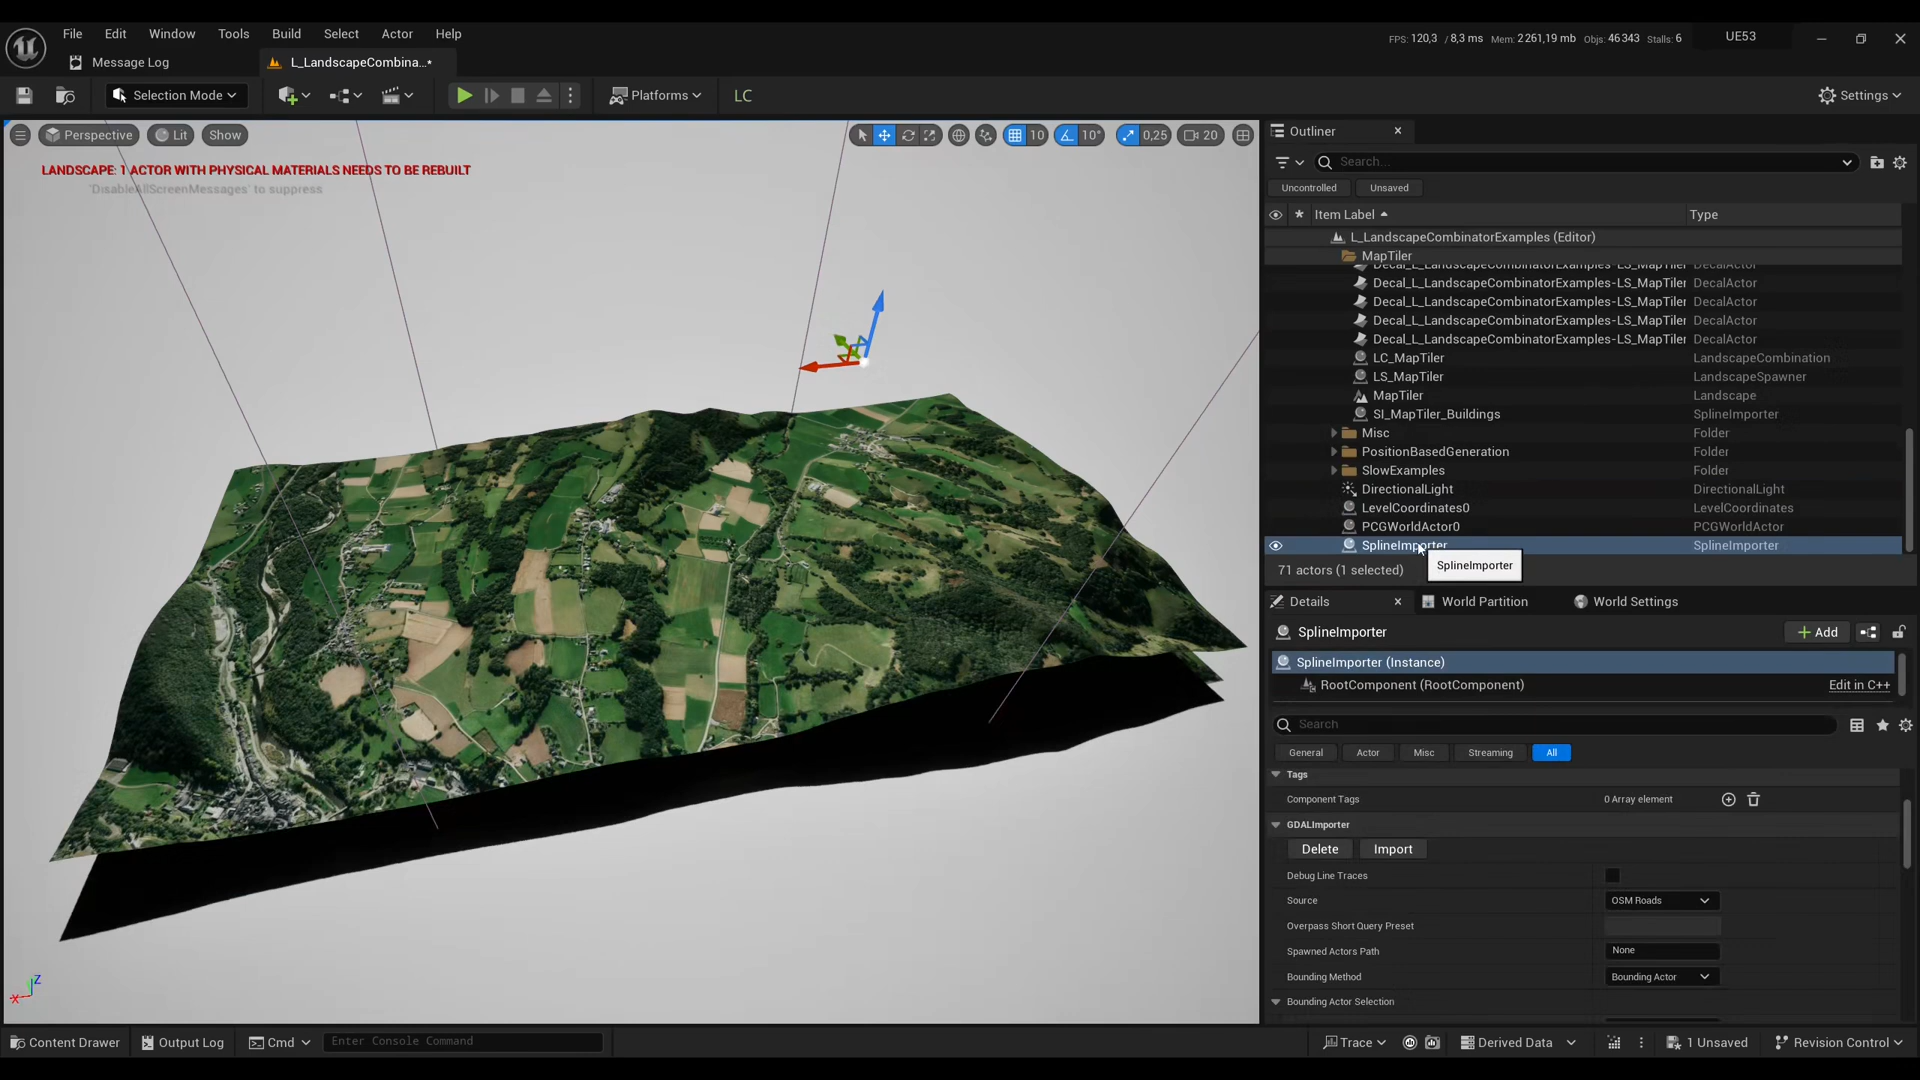 File Edit Window Tools Build Select Actor Help
FPS: 120,3 / 8,3 ms Mem: 2 261,19 mb Objs: 46 343 Stalls: 6 UE53
Message Log L_LandscapeCombina...•
Selection Mode Platforms LC Settings
Perspective Lit Show 10 10° 0,25 20
LANDSCAPE: 1 ACTOR WITH PHYSICAL MATERIALS NEEDS TO BE REBUILT
'DisableAllScreenMessages' to suppress
Z
X
Outliner
Search...
Uncontrolled Unsaved
Item Label Type
L_LandscapeCombinatorExamples (Editor)
MapTiler
Decal_L_LandscapeCombinatorExamples-LS_MapTiler DecalActor
Decal_L_LandscapeCombinatorExamples-LS_MapTiler DecalActor
Decal_L_LandscapeCombinatorExamples-LS_MapTiler DecalActor
Decal_L_LandscapeCombinatorExamples-LS_MapTiler DecalActor
Decal_L_LandscapeCombinatorExamples-LS_MapTiler DecalActor
LC_MapTiler LandscapeCombination
LS_MapTiler LandscapeSpawner
MapTiler Landscape
SI_MapTiler_Buildings SplineImporter
Misc Folder
PositionBasedGeneration Folder
SlowExamples Folder
DirectionalLight DirectionalLight
LevelCoordinates0 LevelCoordinates
PCGWorldActor0 PCGWorldActor
SplineImporter SplineImporter
SplineImporter
71 actors (1 selected)
Details World Partition World Settings
SplineImporter Add
SplineImporter (Instance)
RootComponent (RootComponent) Edit in C++
Search
General Actor Misc Streaming All
Tags
Component Tags 0 Array element
GDALImporter
Delete Import
Debug Line Traces
Source OSM Roads
Overpass Short Query Preset
Spawned Actors Path None
Bounding Method Bounding Actor
Bounding Actor Selection
Content Drawer Output Log Cmd Enter Console Command Trace Derived Data 1 Unsaved Revision Control